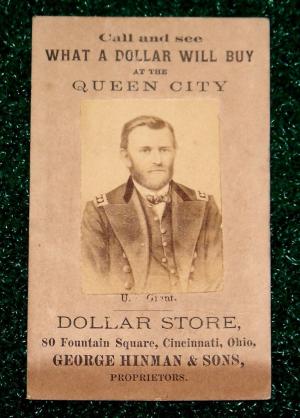 Call and see
WHAT A DOLLAR WILL BUY
AT THE
QUEEN CITY
U. Grant.
DOLLAR STORE,
80 Fountain Square, Cincinnati, Ohio,
GEORGE HINMAN & SONS,
PROPRIETORS.